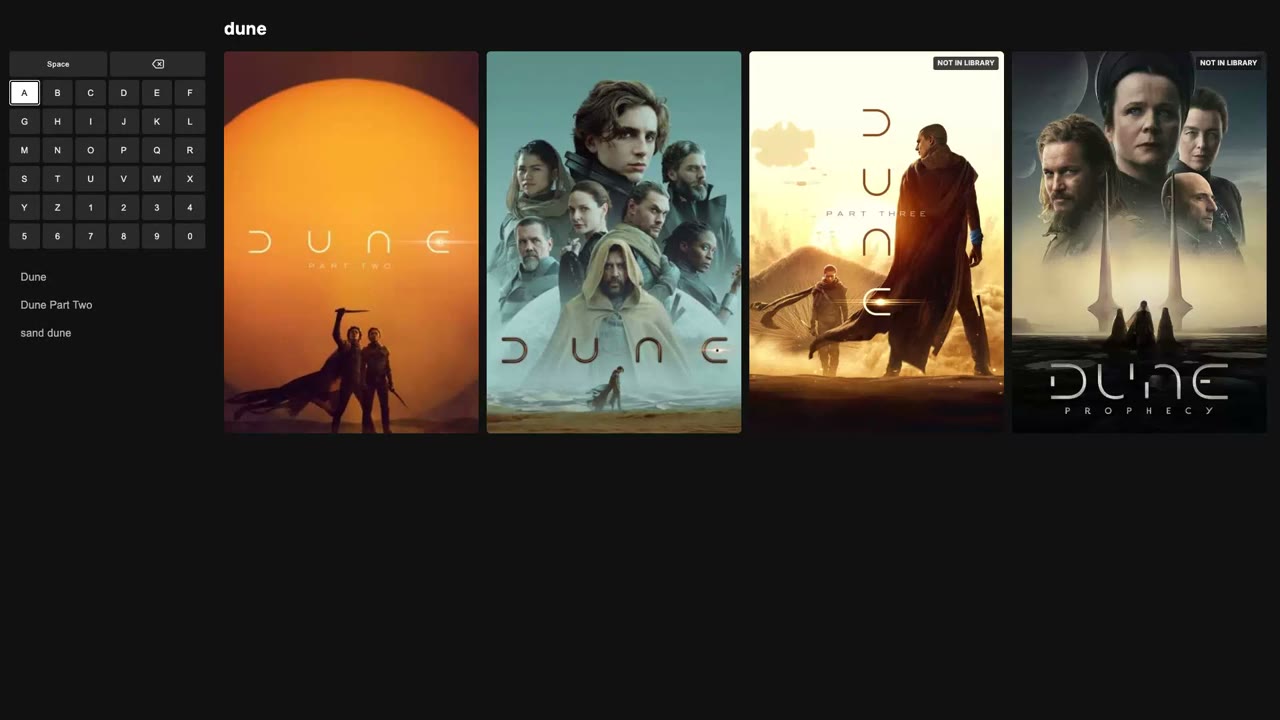 dune
Space
A B C D E F
G H I J K L
M N O P Q R
S T U V W X
Y Z 1 2 3 4
5 6 7 8 9 0
Dune
Dune Part Two
sand dune
DUNE
PART TWO
DUNE
NOT IN LIBRARY
DUNE
PART THREE
NOT IN LIBRARY
DUNE
PROPHECY